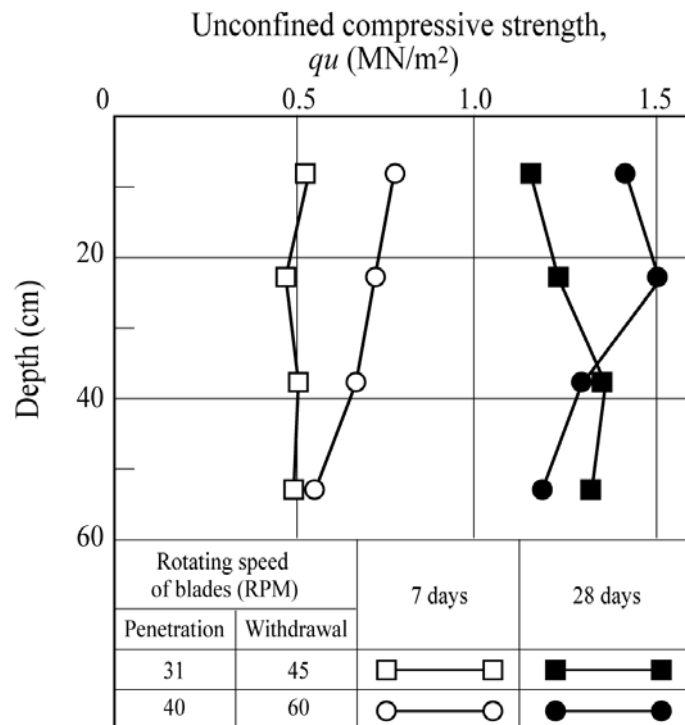 Unconfined compressive strength,
qu (MN/m2)
0 0.5 1.0 1.5
20
40
60
Depth (cm)
Rotating speed
of blades (RPM)
7 days
28 days
Penetration Withdrawal
31 45
40 60